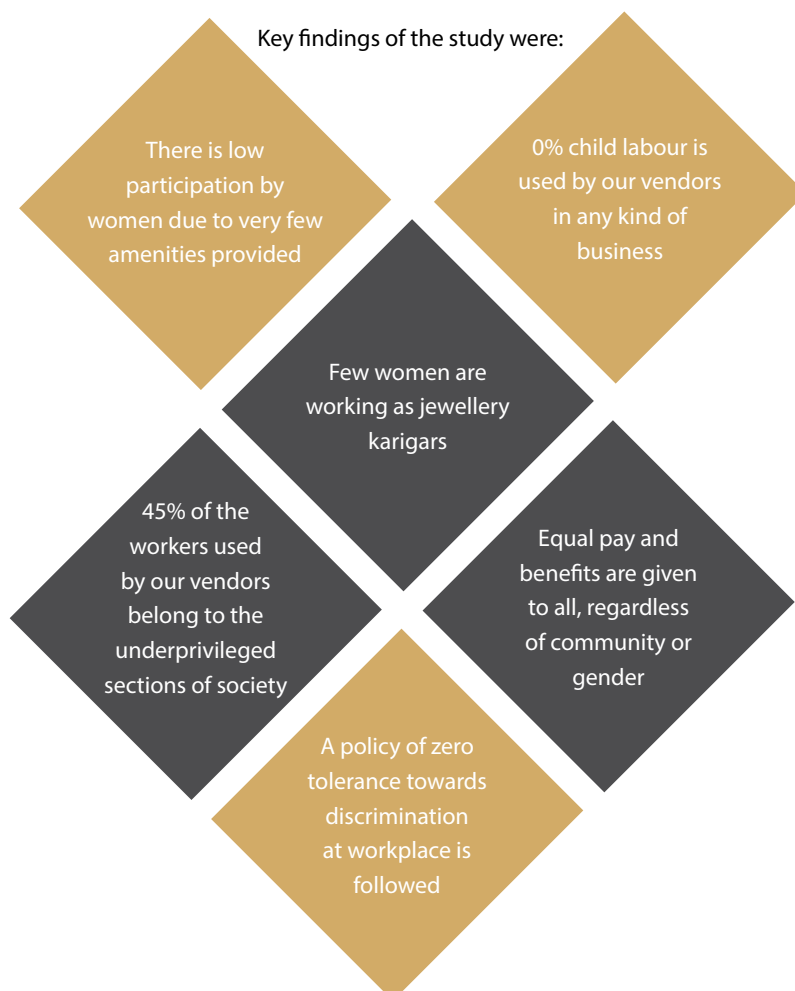 Key findings of the study were:
There is low
participation by
women due to very few
amenities provided
0% child labour is
used by our vendors
in any kind of
business
Few women are
working as jewellery
karigars
45% of the
workers used
by our vendors
belong to the
underprivileged
sections of society
Equal pay and
benefits are given
to all, regardless
of community or
gender
A policy of zero
tolerance towards
discrimination
at workplace is
followed